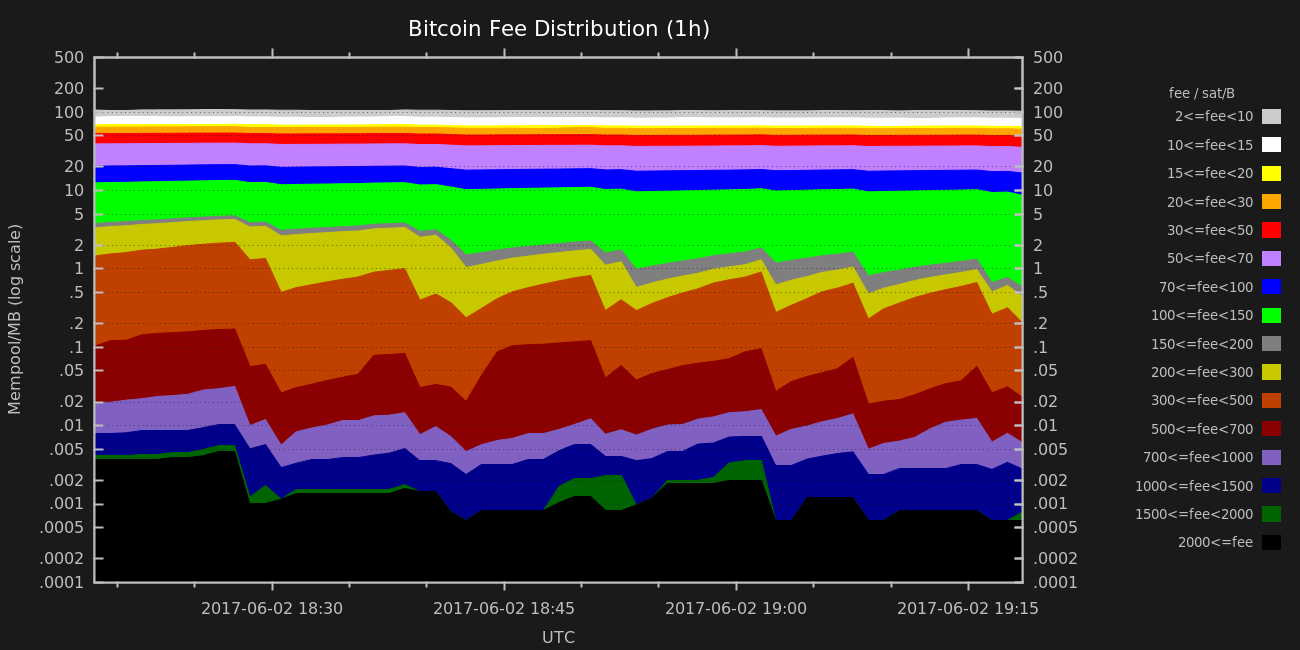 Bitcoin Fee Distribution (1h)
500 500
200 200
100 100
50 50
20 20
10 10
5 5
2 2
1 1
.5 .5
.2 .2
.1 .1
.05 .05
.02 .02
.01 .01
.005 .005
.002 .002
.001 .001
.0005 .0005
.0002 .0002
.0001 .0001
Mempool/MB (log scale)
2017-06-02 18:30 2017-06-02 18:45 2017-06-02 19:00 2017-06-02 19:15
UTC
fee / sat/B
2<=fee<10
10<=fee<15
15<=fee<20
20<=fee<30
30<=fee<50
50<=fee<70
70<=fee<100
100<=fee<150
150<=fee<200
200<=fee<300
300<=fee<500
500<=fee<700
700<=fee<1000
1000<=fee<1500
1500<=fee<2000
2000<=fee